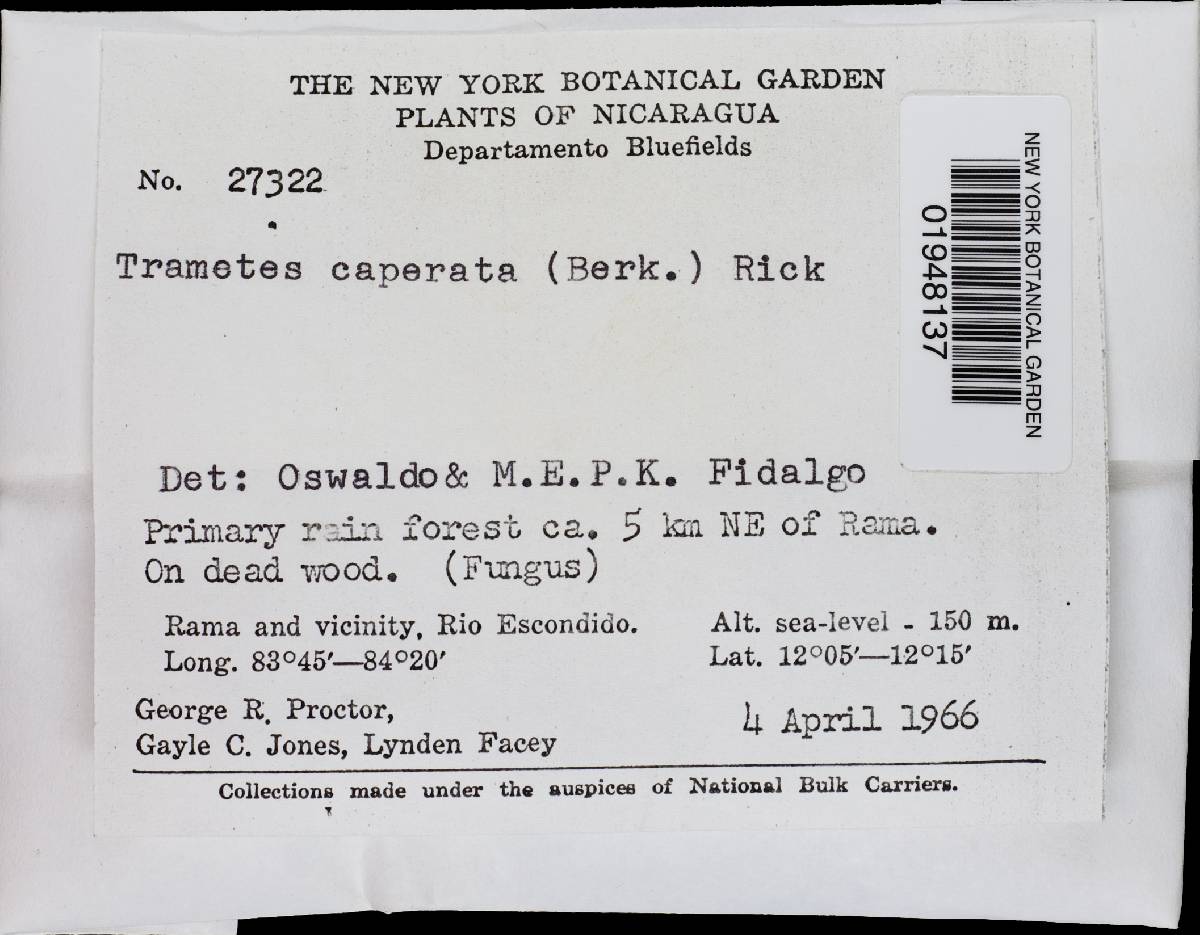 THE NEW YORK BOTANICAL GARDEN
PLANTS OF NICARAGUA
Departamento Bluefields
No. 27322
Trametes caperata (Berk.) Rick
NEW YORK BOTANICAL GARDEN
01948137
Det: Oswaldo & M.E.P.K. Fidalgo
Primary rain forest ca. 5 km NE of Rama.
On dead wood. (Fungus)
Rama and vicinity, Rio Escondido. Alt. sea-level - 150 m.
Long. 83°45′—84°20′ Lat. 12°05′—12°15′
George R. Proctor,
Gayle C. Jones, Lynden Facey 4 April 1966
Collections made under the auspices of National Bulk Carriers.